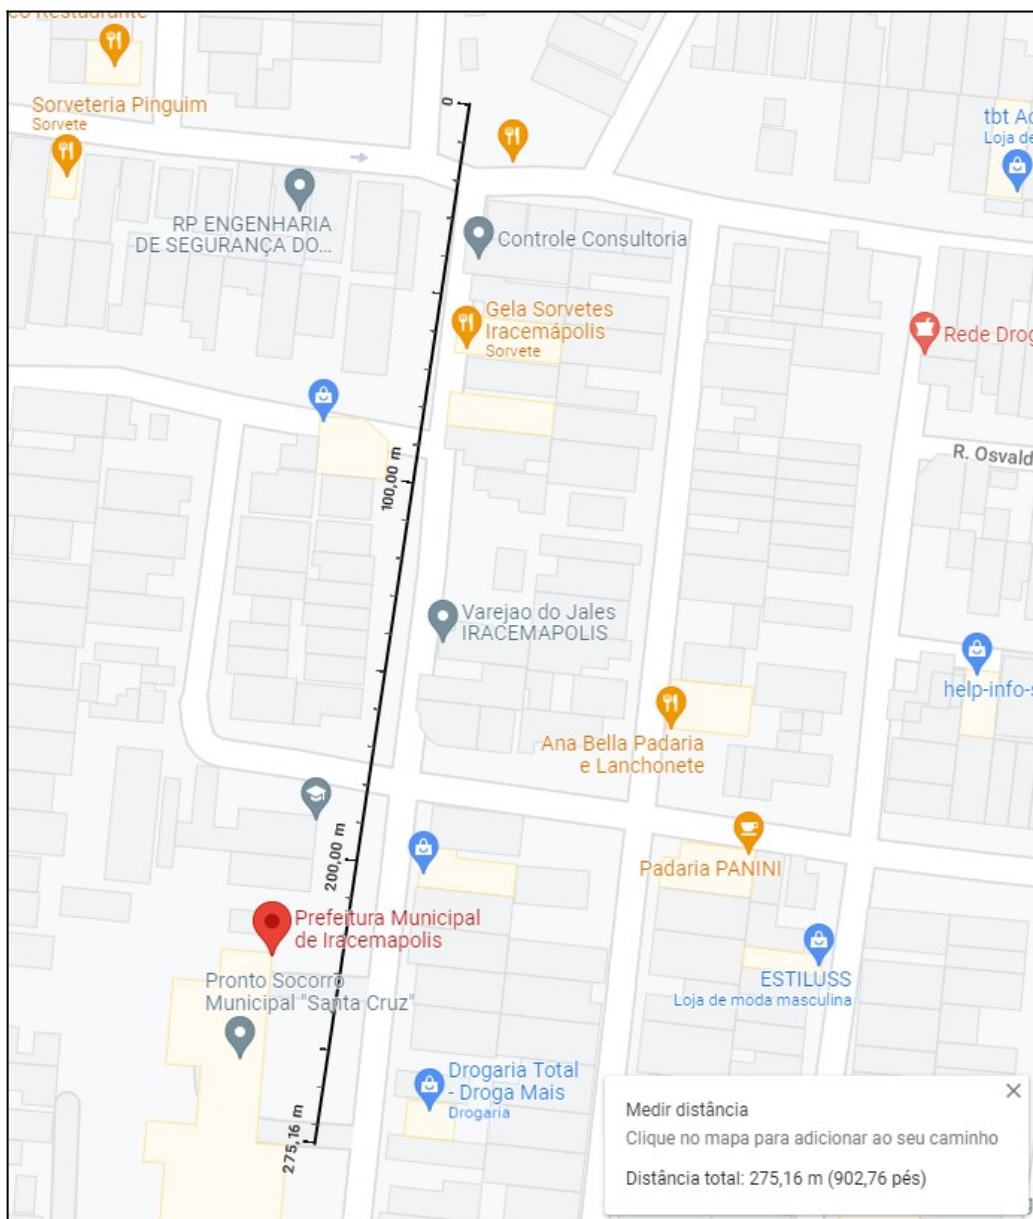 Restaurante
Sorveteria Pinguim
Sorvete
0
tbt
Loja de
RP ENGENHARIA
DE SEGURANÇA DO...
Controle Consultoria
Gela Sorvetes
Iracemápolis
Sorvete
Rede Drog
R. Osvald
100,00 m
Varejao do Jales
IRACEMAPOLIS
help-info-s
Ana Bella Padaria
e Lanchonete
200,00 m
Padaria PANINI
Prefeitura Municipal
de Iracemapolis
Pronto Socorro
Municipal "Santa Cruz"
ESTILUSS
Loja de moda masculina
Drogaria Total
- Droga Mais
Drogaria
275,16 m
Medir distância
Clique no mapa para adicionar ao seu caminho
Distância total: 275,16 m (902,76 pés)